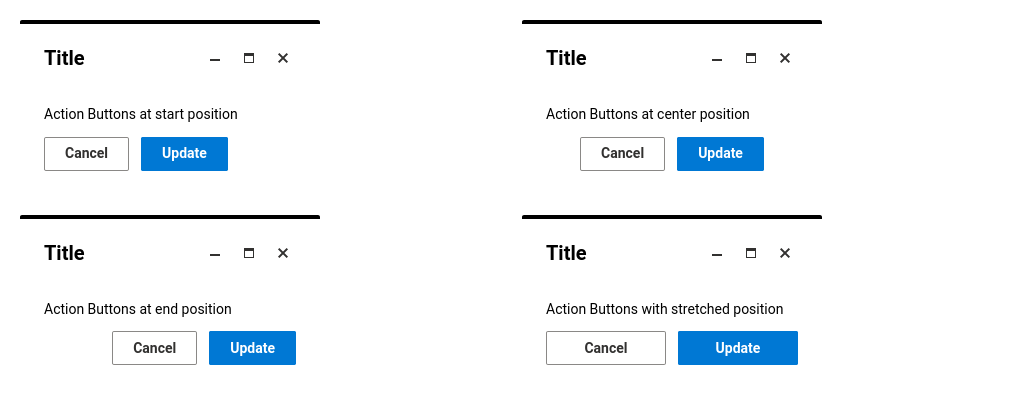 Title
Action Buttons at start position
Cancel Update
Title
Action Buttons at center position
Cancel Update
Title
Action Buttons at end position
Cancel Update
Title
Action Buttons with stretched position
Cancel Update